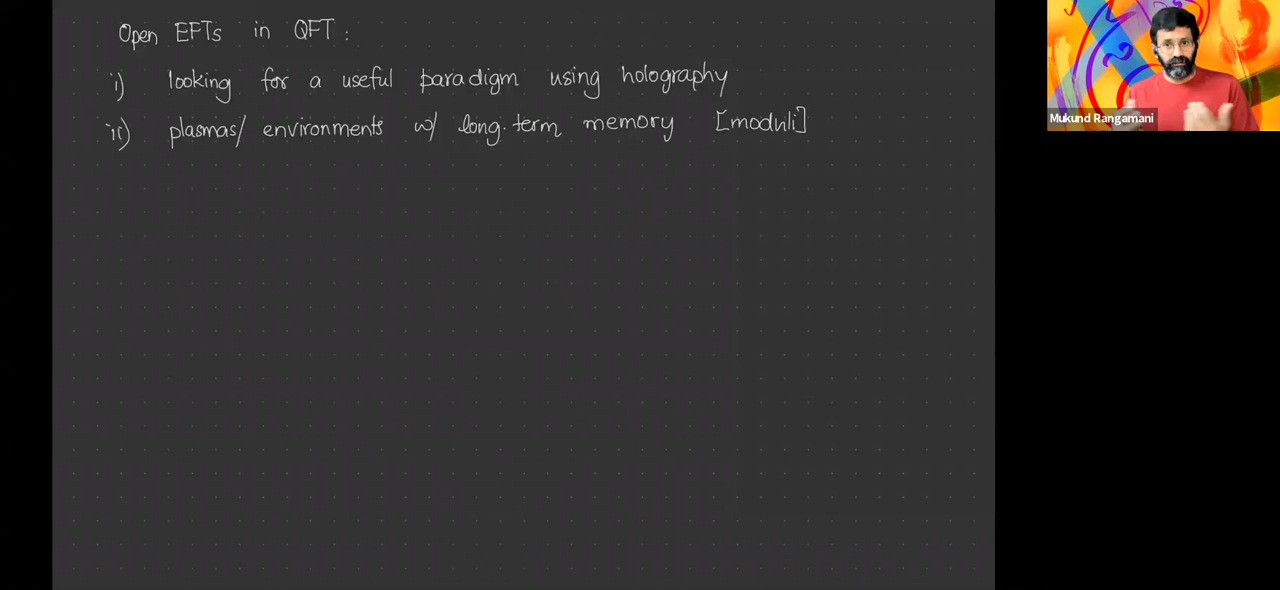 Open EFTs in QFT :
i) looking for a useful paradigm using holography
ii) plasmas/ environments w/ long-term memory [moduli]
Mukund Rangamani